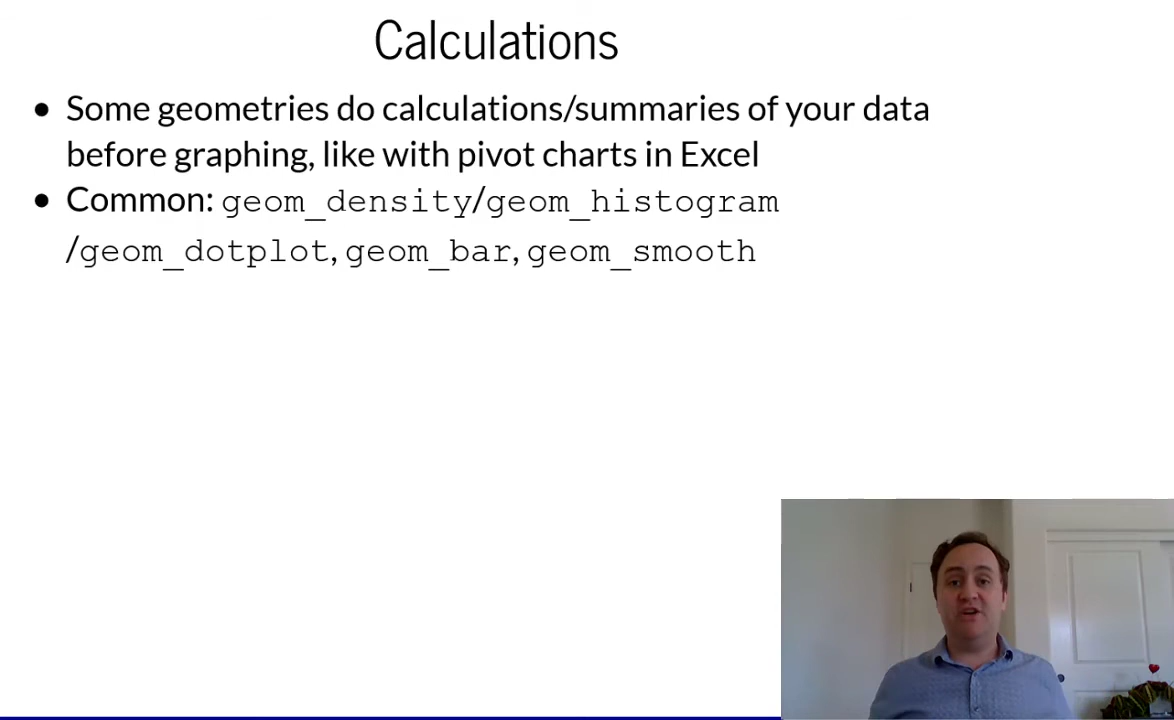 Calculations
• Some geometries do calculations/summaries of your data
before graphing, like with pivot charts in Excel
• Common: geom_density/geom_histogram
/geom_dotplot, geom_bar, geom_smooth